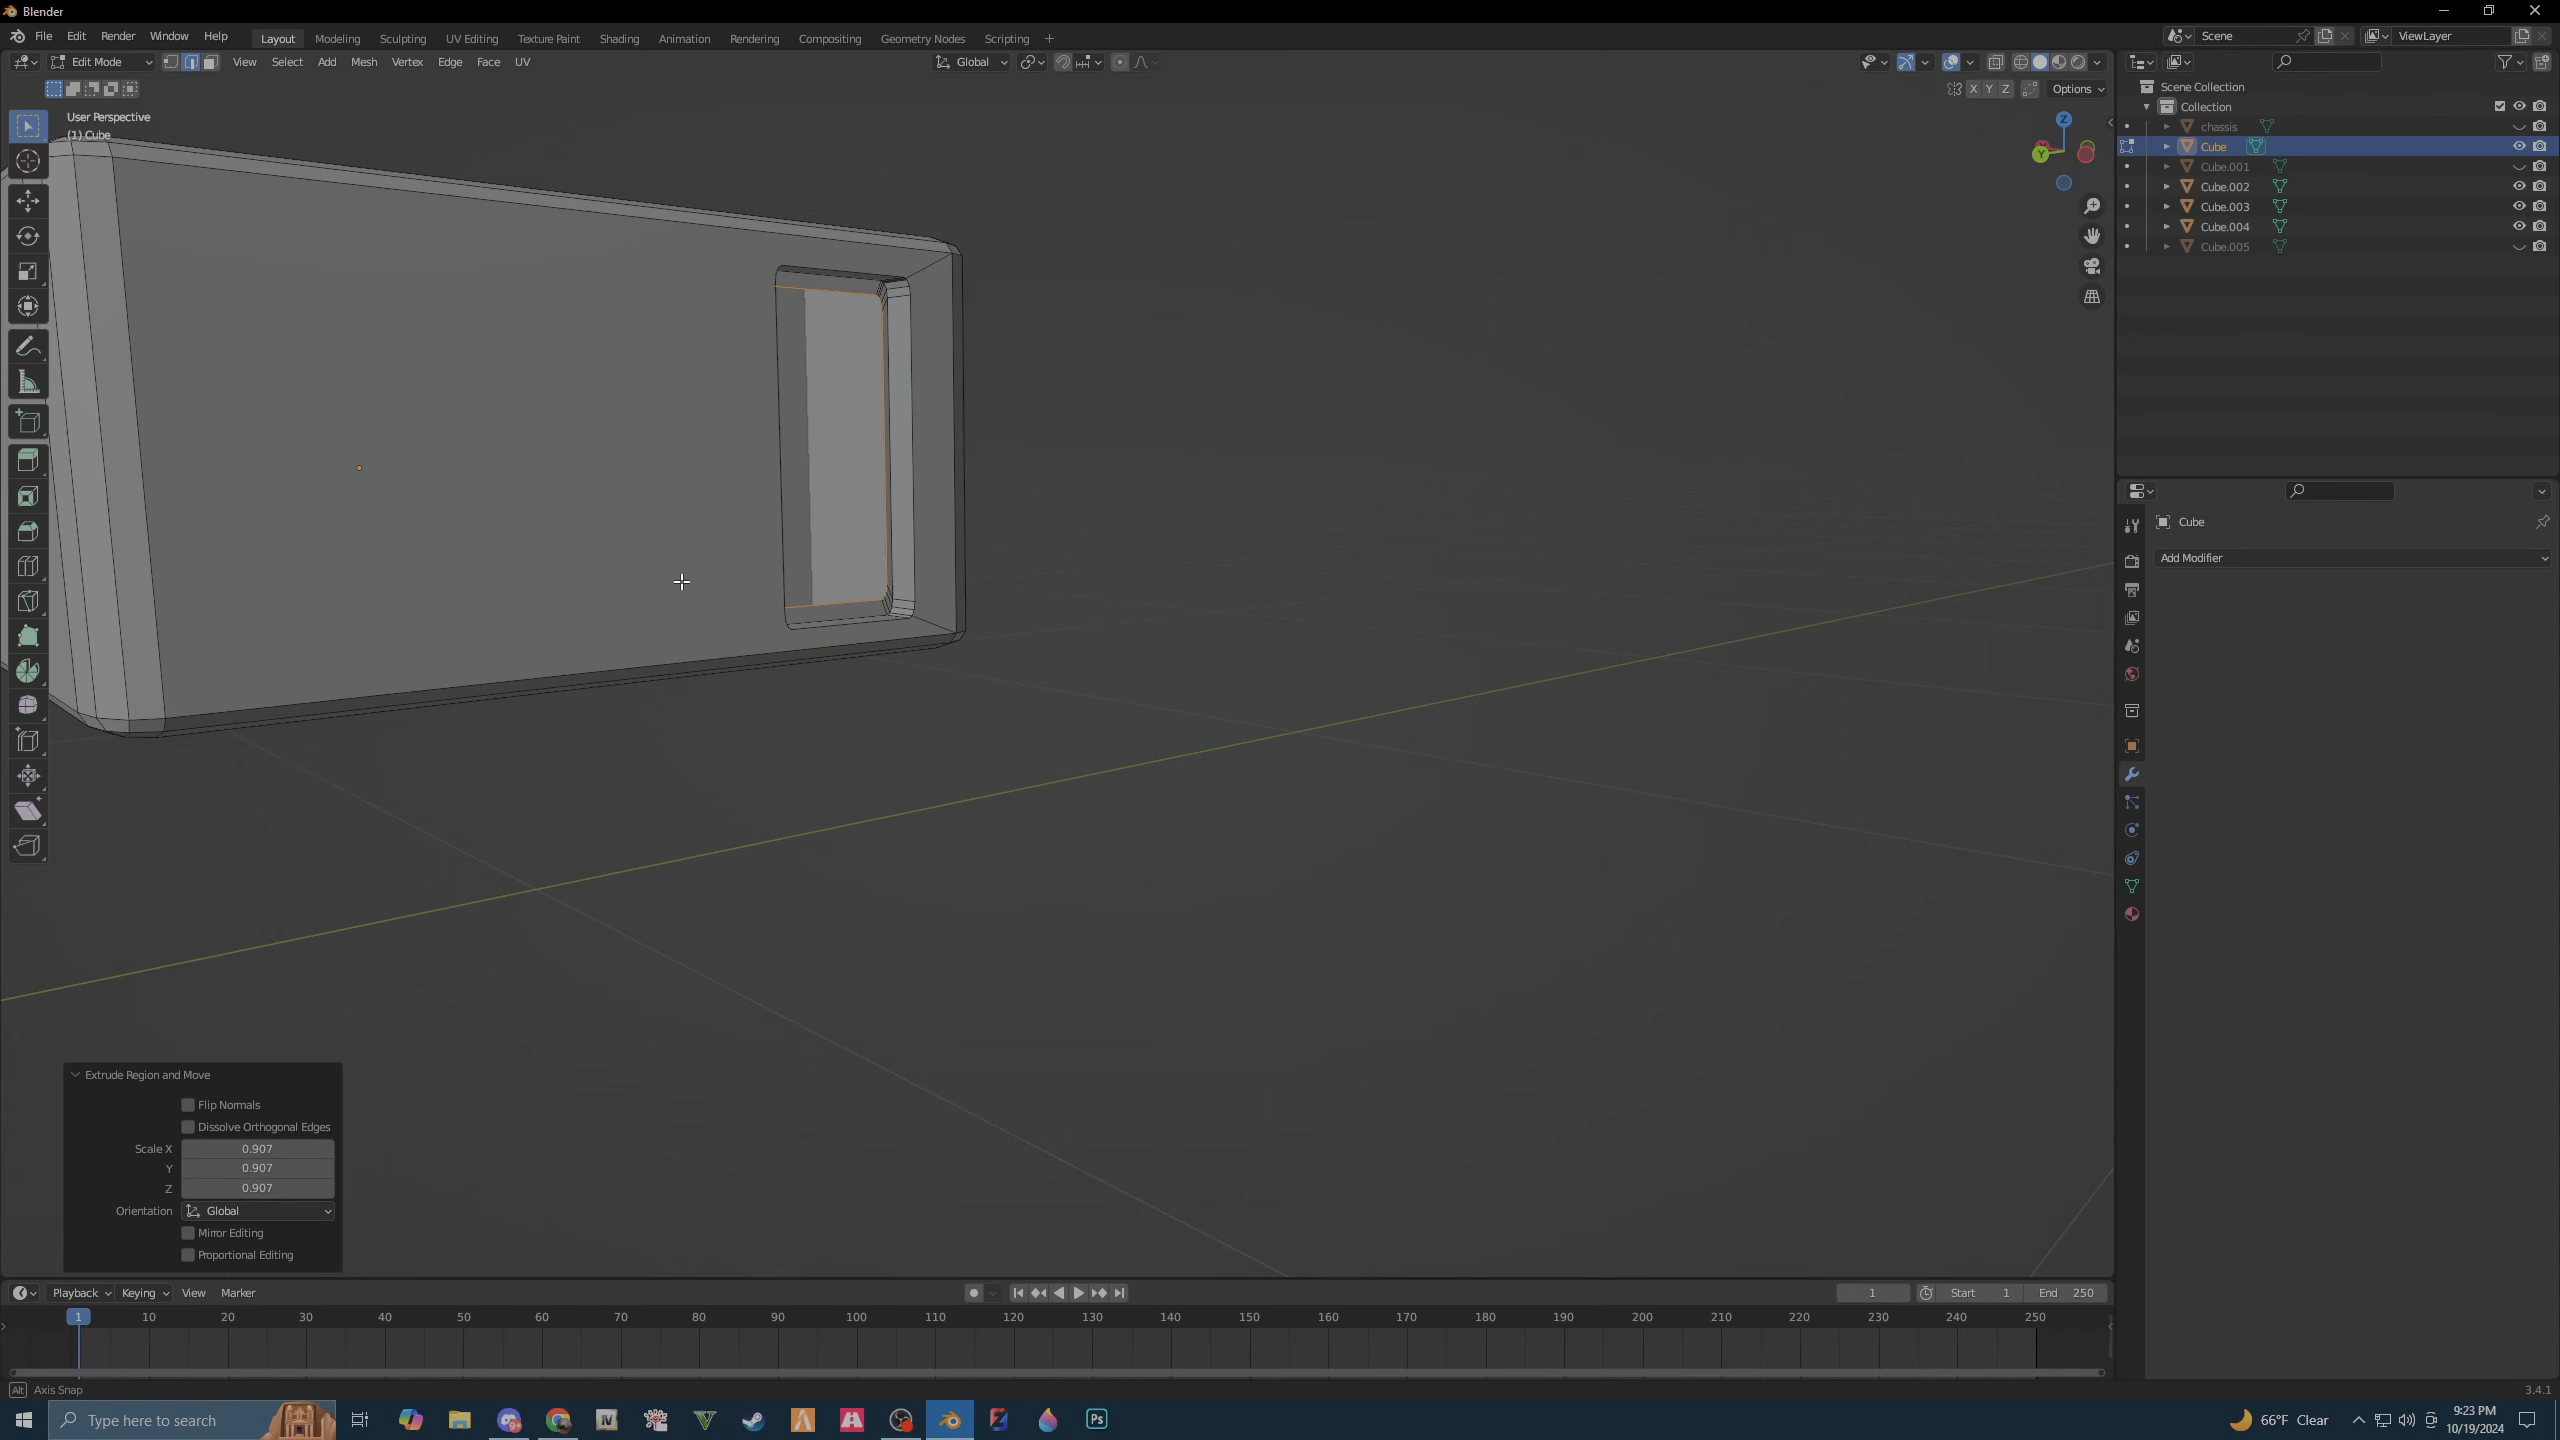 Blender
File Edit Render Window Help Layout Modeling Sculpting UV Editing Texture Paint Shading Animation Rendering Compositing Geometry Nodes Scripting + Scene ViewLayer
Edit Mode View Select Add Mesh Vertex Edge Face UV Global
X Y Z Options
User Perspective
(1) Cube
Z
Y
Scene Collection
Collection
chassis
Cube
Cube.001
Cube.002
Cube.003
Cube.004
Cube.005
Cube
Add Modifier
Extrude Region and Move
Flip Normals
Dissolve Orthogonal Edges
Scale X 0.907
Y 0.907
Z 0.907
Orientation Global
Mirror Editing
Proportional Editing
Playback Keying View Marker 1 Start 1 End 250
1 10 20 30 40 50 60 70 80 90 100 110 120 130 140 150 160 170 180 190 200 210 220 230 240 250
Alt Axis Snap 3.4.1
Type here to search Ps 66°F Clear 9:23 PM
10/19/2024